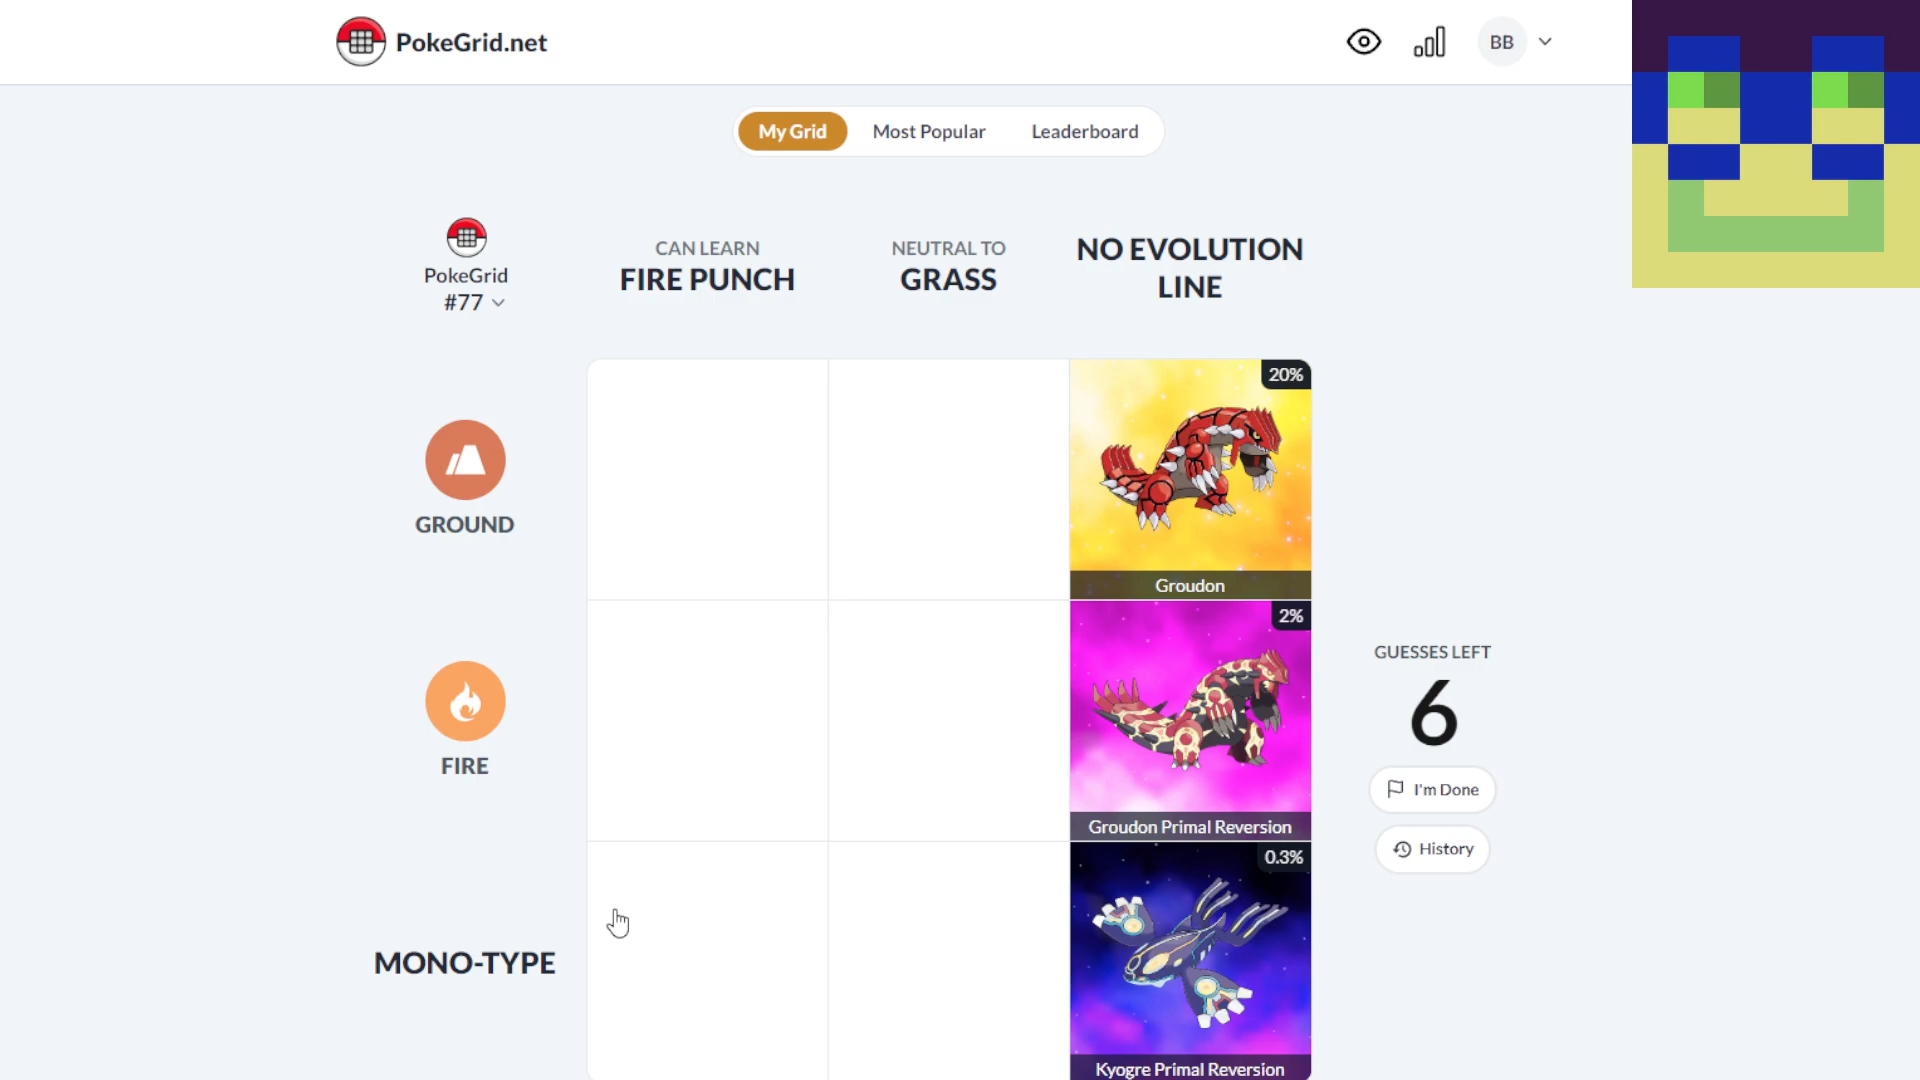 PokeGrid.net
BB
My Grid
Most Popular
Leaderboard
PokeGrid
#77
CAN LEARN
FIRE PUNCH
NEUTRAL TO
GRASS
NO EVOLUTION
LINE
GROUND
20%
Groudon
FIRE
2%
Groudon Primal Reversion
MONO-TYPE
0.3%
Kyogre Primal Reversion
GUESSES LEFT
6
I'm Done
History